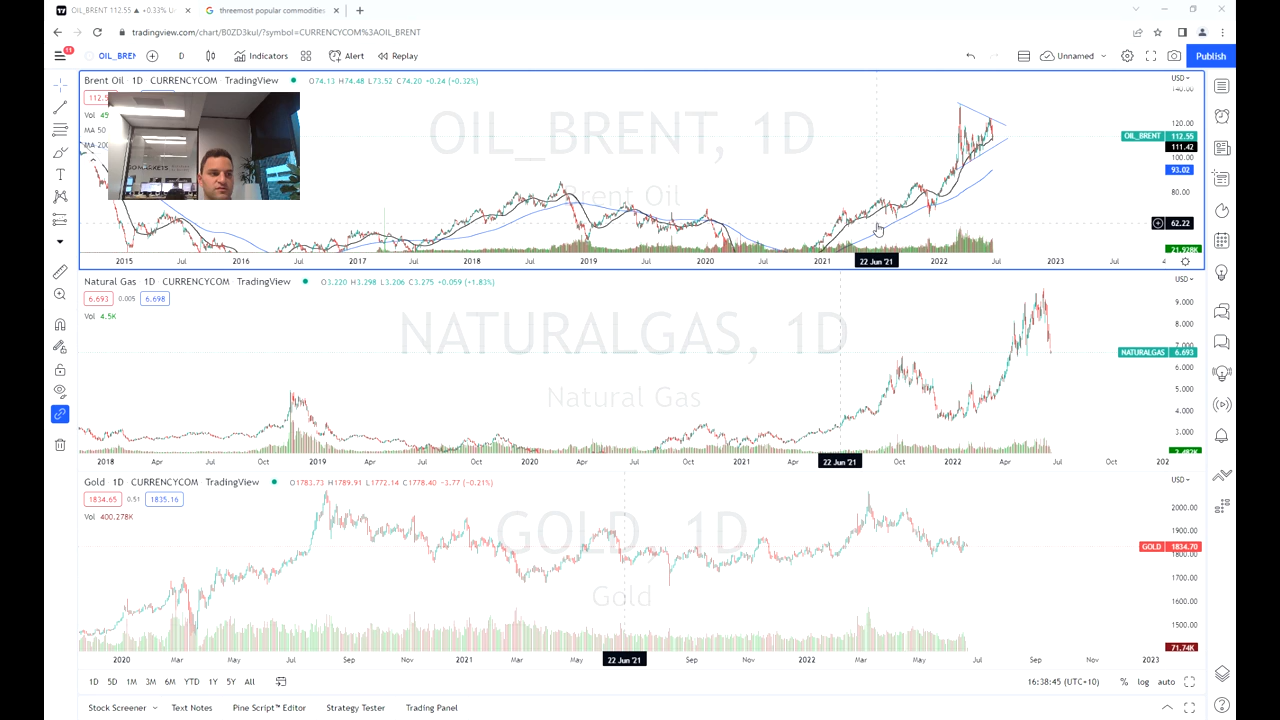 OIL_BRENT 112.55 ▲ +0.33% U
threemost popular commodities
tradingview.com/chart/B0ZD3kul/?symbol=CURRENCYCOM%3AOIL_BRENT
11
OIL_BREN
D
Indicators
Alert
Replay
Unnamed
Publish
Brent Oil 1D CURRENCYCOM TradingView
O74.13 H74.48 L73.52 C74.20 +0.24 (+0.32%)
USD
140.00
112.5
Vol
MA 50
MA 200
GO MARKETS
OIL_BRENT, 1D
Brent Oil
120.00
OIL_BRENT 112.55
111.42
100.00
93.02
80.00
62.22
21.928K
2015 Jul 2016 Jul 2017 Jul 2018 Jul 2019 Jul 2020 Jul 2021 22 Jun '21 2022 Jul 2023 Jul 4
Natural Gas 1D CURRENCYCOM TradingView
O3.220 H3.298 L3.206 C3.275 +0.059 (+1.83%)
USD
6.693 0.005 6.698
Vol 4.5K
NATURALGAS, 1D
Natural Gas
9.000
8.000
7.000
NATURALGAS 6.693
6.000
5.000
4.000
3.000
2.482K
2018 Apr Jul Oct 2019 Apr Jul Oct 2020 Apr Jul Oct 2021 Apr 22 Jun '21 Oct 2022 Apr Jul Oct 202
Gold 1D CURRENCYCOM TradingView
O1783.73 H1789.91 L1772.14 C1778.40 -3.77 (-0.21%)
USD
1834.65 0.51 1835.16
Vol 400.278K
GOLD, 1D
Gold
2000.00
1900.00
GOLD 1834.70
1800.00
1700.00
1600.00
1500.00
71.74K
2020 Mar May Jul Sep Nov 2021 Mar May 22 Jun '21 Sep Nov 2022 Mar May Jul Sep Nov 2023
1D 5D 1M 3M 6M YTD 1Y 5Y All
16:38:45 (UTC+10) % log auto
Stock Screener Text Notes Pine Script™ Editor Strategy Tester Trading Panel